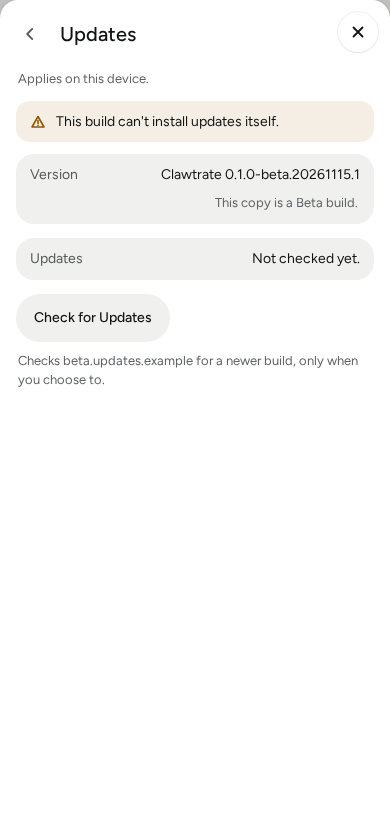 Updates
Applies on this device.
This build can't install updates itself.
Version
Clawtrate 0.1.0-beta.20261115.1
This copy is a Beta build.
Updates
Not checked yet.
Check for Updates
Checks beta.updates.example for a newer build, only when
you choose to.